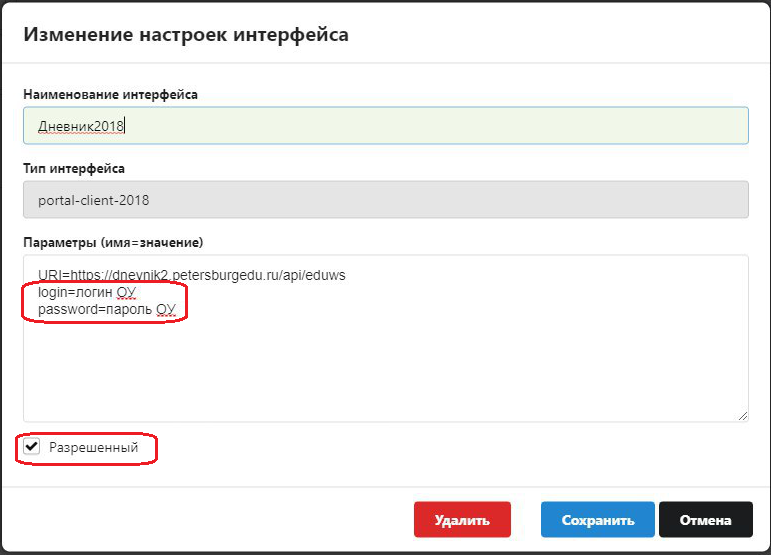 Изменение настроек интерфейса
Наименование интерфейса
Дневник2018
Тип интерфейса
portal-client-2018
Параметры (имя=значение)
URI=https://dnevnik2.petersburgedu.ru/api/eduws
login=логин ОУ
password=пароль ОУ
Разрешенный
Удалить Сохранить Отмена